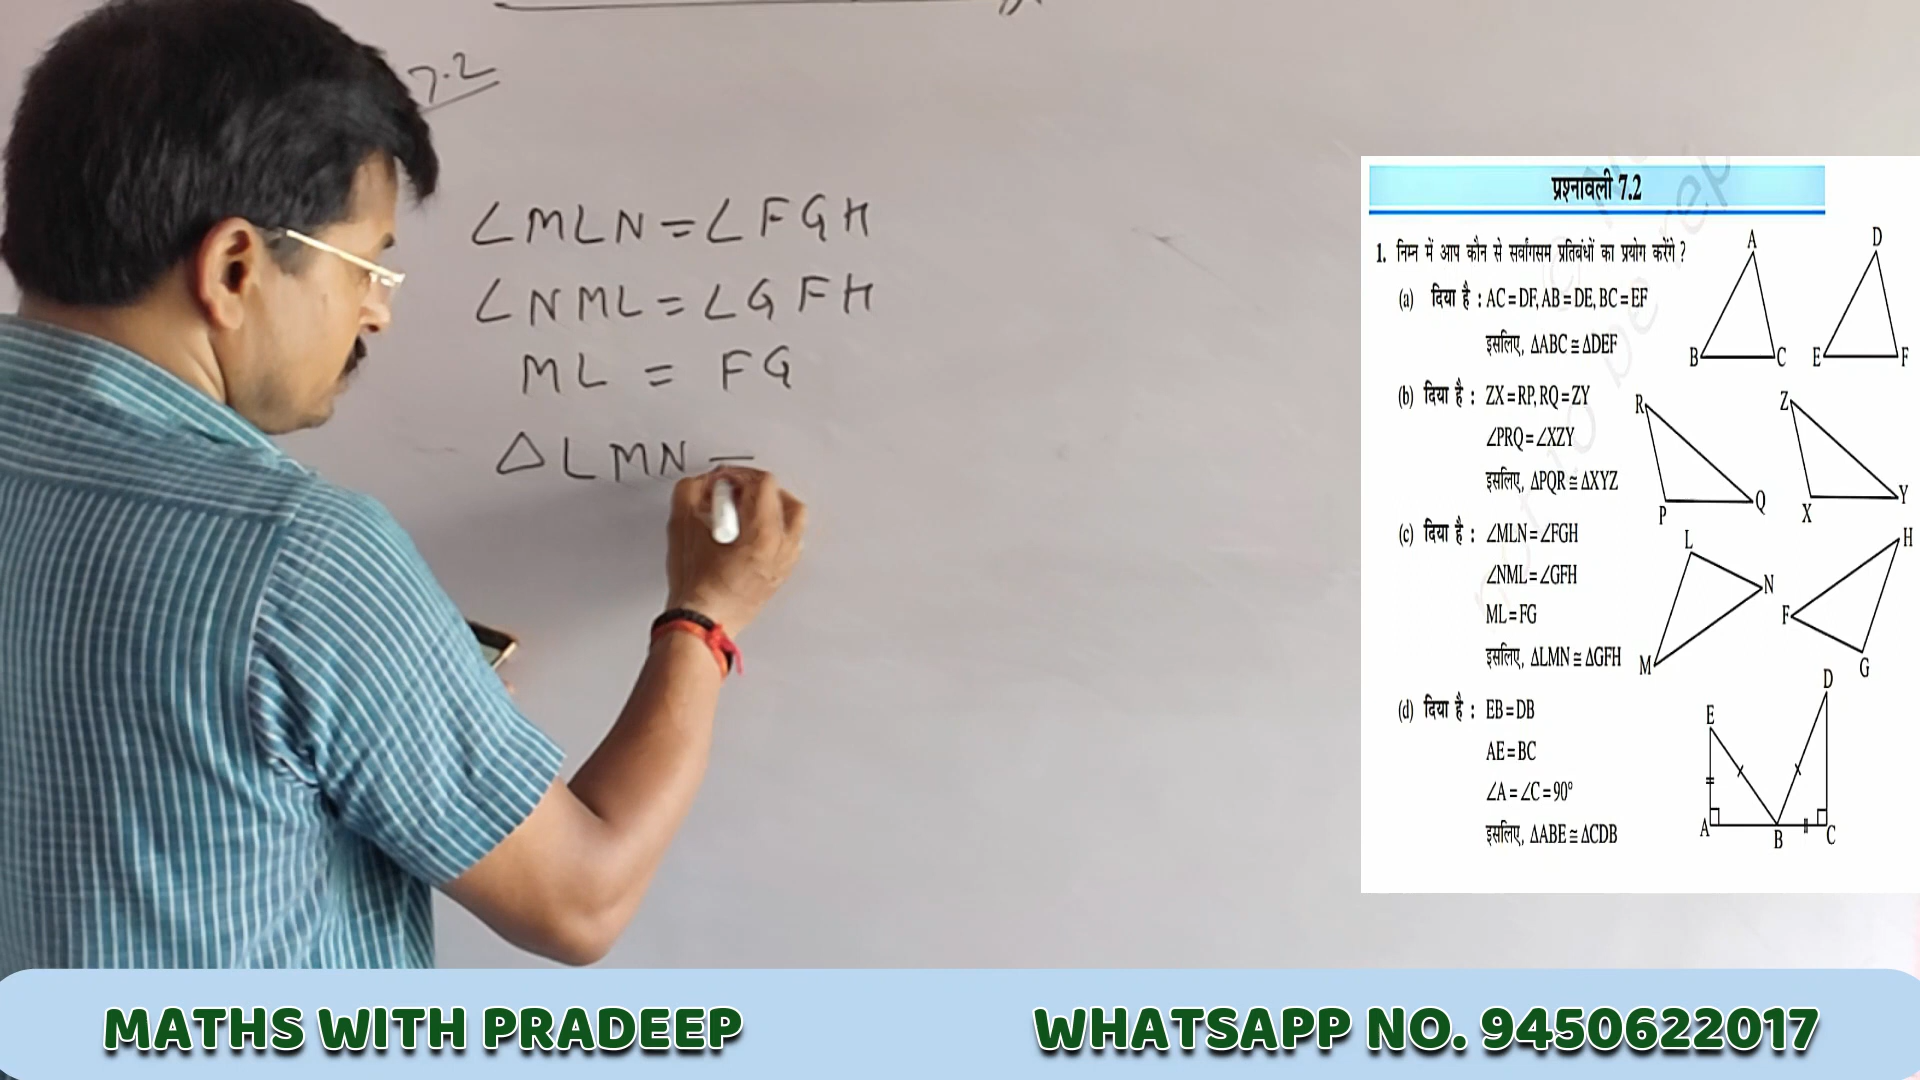 7.2
∠MLN = ∠FGH
∠NML = ∠GFH
ML = FG
△LMN =
प्रश्नावली 7.2
1. निम्न में आप कौन से सर्वांगसम प्रतिबंधों का प्रयोग करेंगे ?
(a) दिया है : AC = DF, AB = DE, BC = EF
इसलिए, ΔABC ≅ ΔDEF
A
B
C
D
E
F
(b) दिया है : ZX = RP, RQ = ZY
∠PRQ = ∠XZY
इसलिए, ΔPQR ≅ ΔXYZ
R
P
Q
Z
X
Y
(c) दिया है : ∠MLN = ∠FGH
∠NML = ∠GFH
ML = FG
इसलिए, ΔLMN ≅ ΔGFH
L
N
M
H
F
G
(d) दिया है : EB = DB
AE = BC
∠A = ∠C = 90°
इसलिए, ΔABE ≅ ΔCDB
E
D
A
B
C
MATHS WITH PRADEEP
WHATSAPP NO. 9450622017